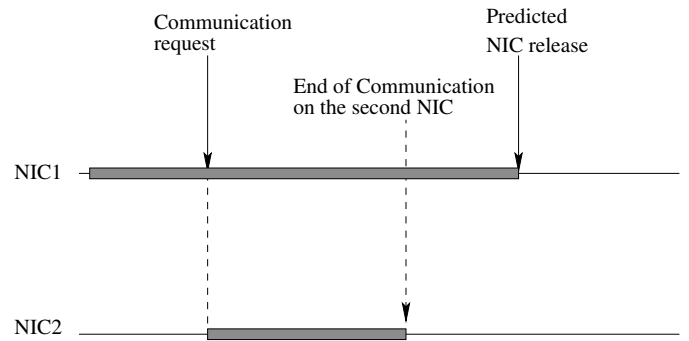 Communication
request
Predicted
NIC release
End of Communication
on the second NIC
NIC1
NIC2